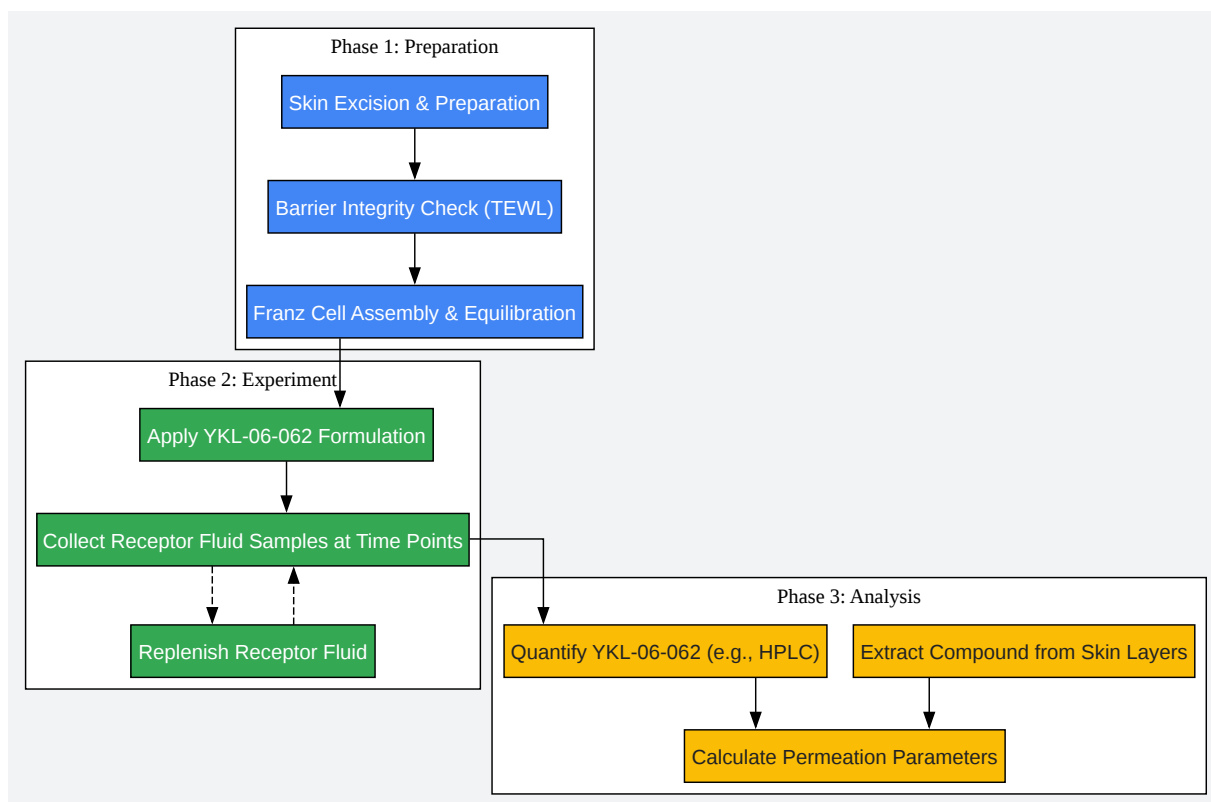 Phase 1: Preparation
Skin Excision & Preparation
Barrier Integrity Check (TEWL)
Franz Cell Assembly & Equilibration
Phase 2: Experiment
Apply YKL-06-062 Formulation
Collect Receptor Fluid Samples at Time Points
Replenish Receptor Fluid
Phase 3: Analysis
Quantify YKL-06-062 (e.g., HPLC)
Extract Compound from Skin Layers
Calculate Permeation Parameters